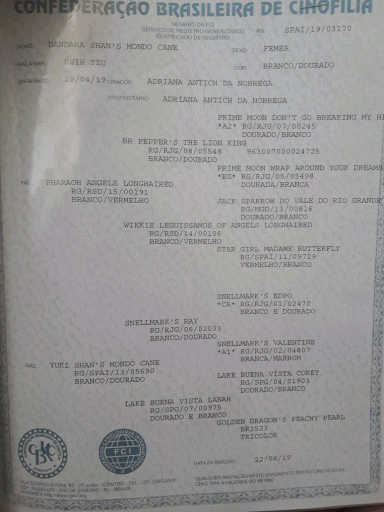 CONFEDERAÇÃO BRASILEIRA DE CINOFILIA
MEMBRO DA FCI
SERVIÇO DE REGISTRO GENEALÓGICO RG SPAI/19/03170
CERTIFICADO DE REGISTRO
NOME: DANDARA SHAN'S MONDO CANE SEXO: FEMEA
RAÇA: SHIH TZU COR: BRANCO/DOURADO
DATA NASC. 20/04/19 CRIADOR ADRIANA ANTICH DA NOBREGA
PROPRIETÁRIO: ADRIANA ANTICH DA NOBREGA
PRIME MOON DON'T GO BREAKING MY
*A2* RG/RJG/07/00245
DOURADO/BRANCO
BR PEPPER'S THE LION KING
RG/RJG/08/05548 963007000024725
BRANCO/DOURADO
PRIME MOON WRAP AROUND YOUR DREAMS
*EG* RG/RJG/05/05498
DOURADA/BRANCA
PAI: PHARAOH ANGELS LONGHAIRED
RG/RSD/15/00191
BRANCO/VERMELHO
JACK SPARROW DO VALE DO RIO GRANDE
RG/MGD/13/00816
DOURADO/BRANCO
WIKKIE LEGUISSAMOS OF ANGELS LONGHAIRED
RG/RSD/14/00106
BRANCO/VERMELHO
STAR GIRL MADAME BUTTERFLY
RG/SPAI/11/09729
VERMELHO/BRANCO
SNELLMARK'S EDPO
*CA* RG/RJG/01/02470
BRANCO E DOURADO
SNELLMARK'S RAY
RG/RJG/06/02033
BRANCO/DOURADO
SNELLMARK'S VALENTINE
*A1* RG/RJG/02/04807
BRANCA/MARROM
MAE: YUKI SHAN'S MONDO CANE
RG/SPAI/13/05690
BRANCO/DOURADO
LAKE BUENA VISTA COREY
RG/SPG/04/01903
DOURADO/BRANCO
LAKE BUENA VISTA
RG/SPG/07/00975
DOURADO E BRANCO
GOLDEN DRAGON'S PEACHY PEARL
BR1523
TRICOLOR
CBKC
FCI
DATA DA EMISSÃO 22/06/19